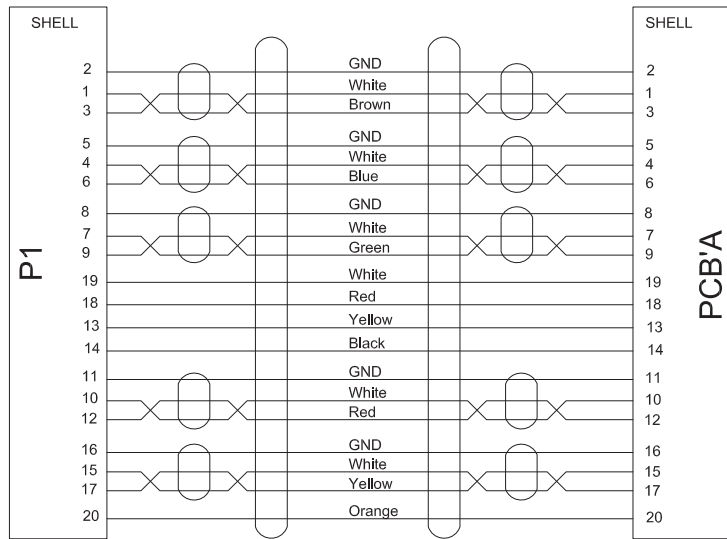 SHELL SHELL
2 GND 2
1 White 1
3 Brown 3
5 GND 5
4 White 4
6 Blue 6
8 GND 8
7 White 7
9 Green 9
19 White 19
18 Red 18
13 Yellow 13
14 Black 14
11 GND 11
10 White 10
12 Red 12
16 GND 16
15 White 15
17 Yellow 17
20 Orange 20
P1
PCB'A